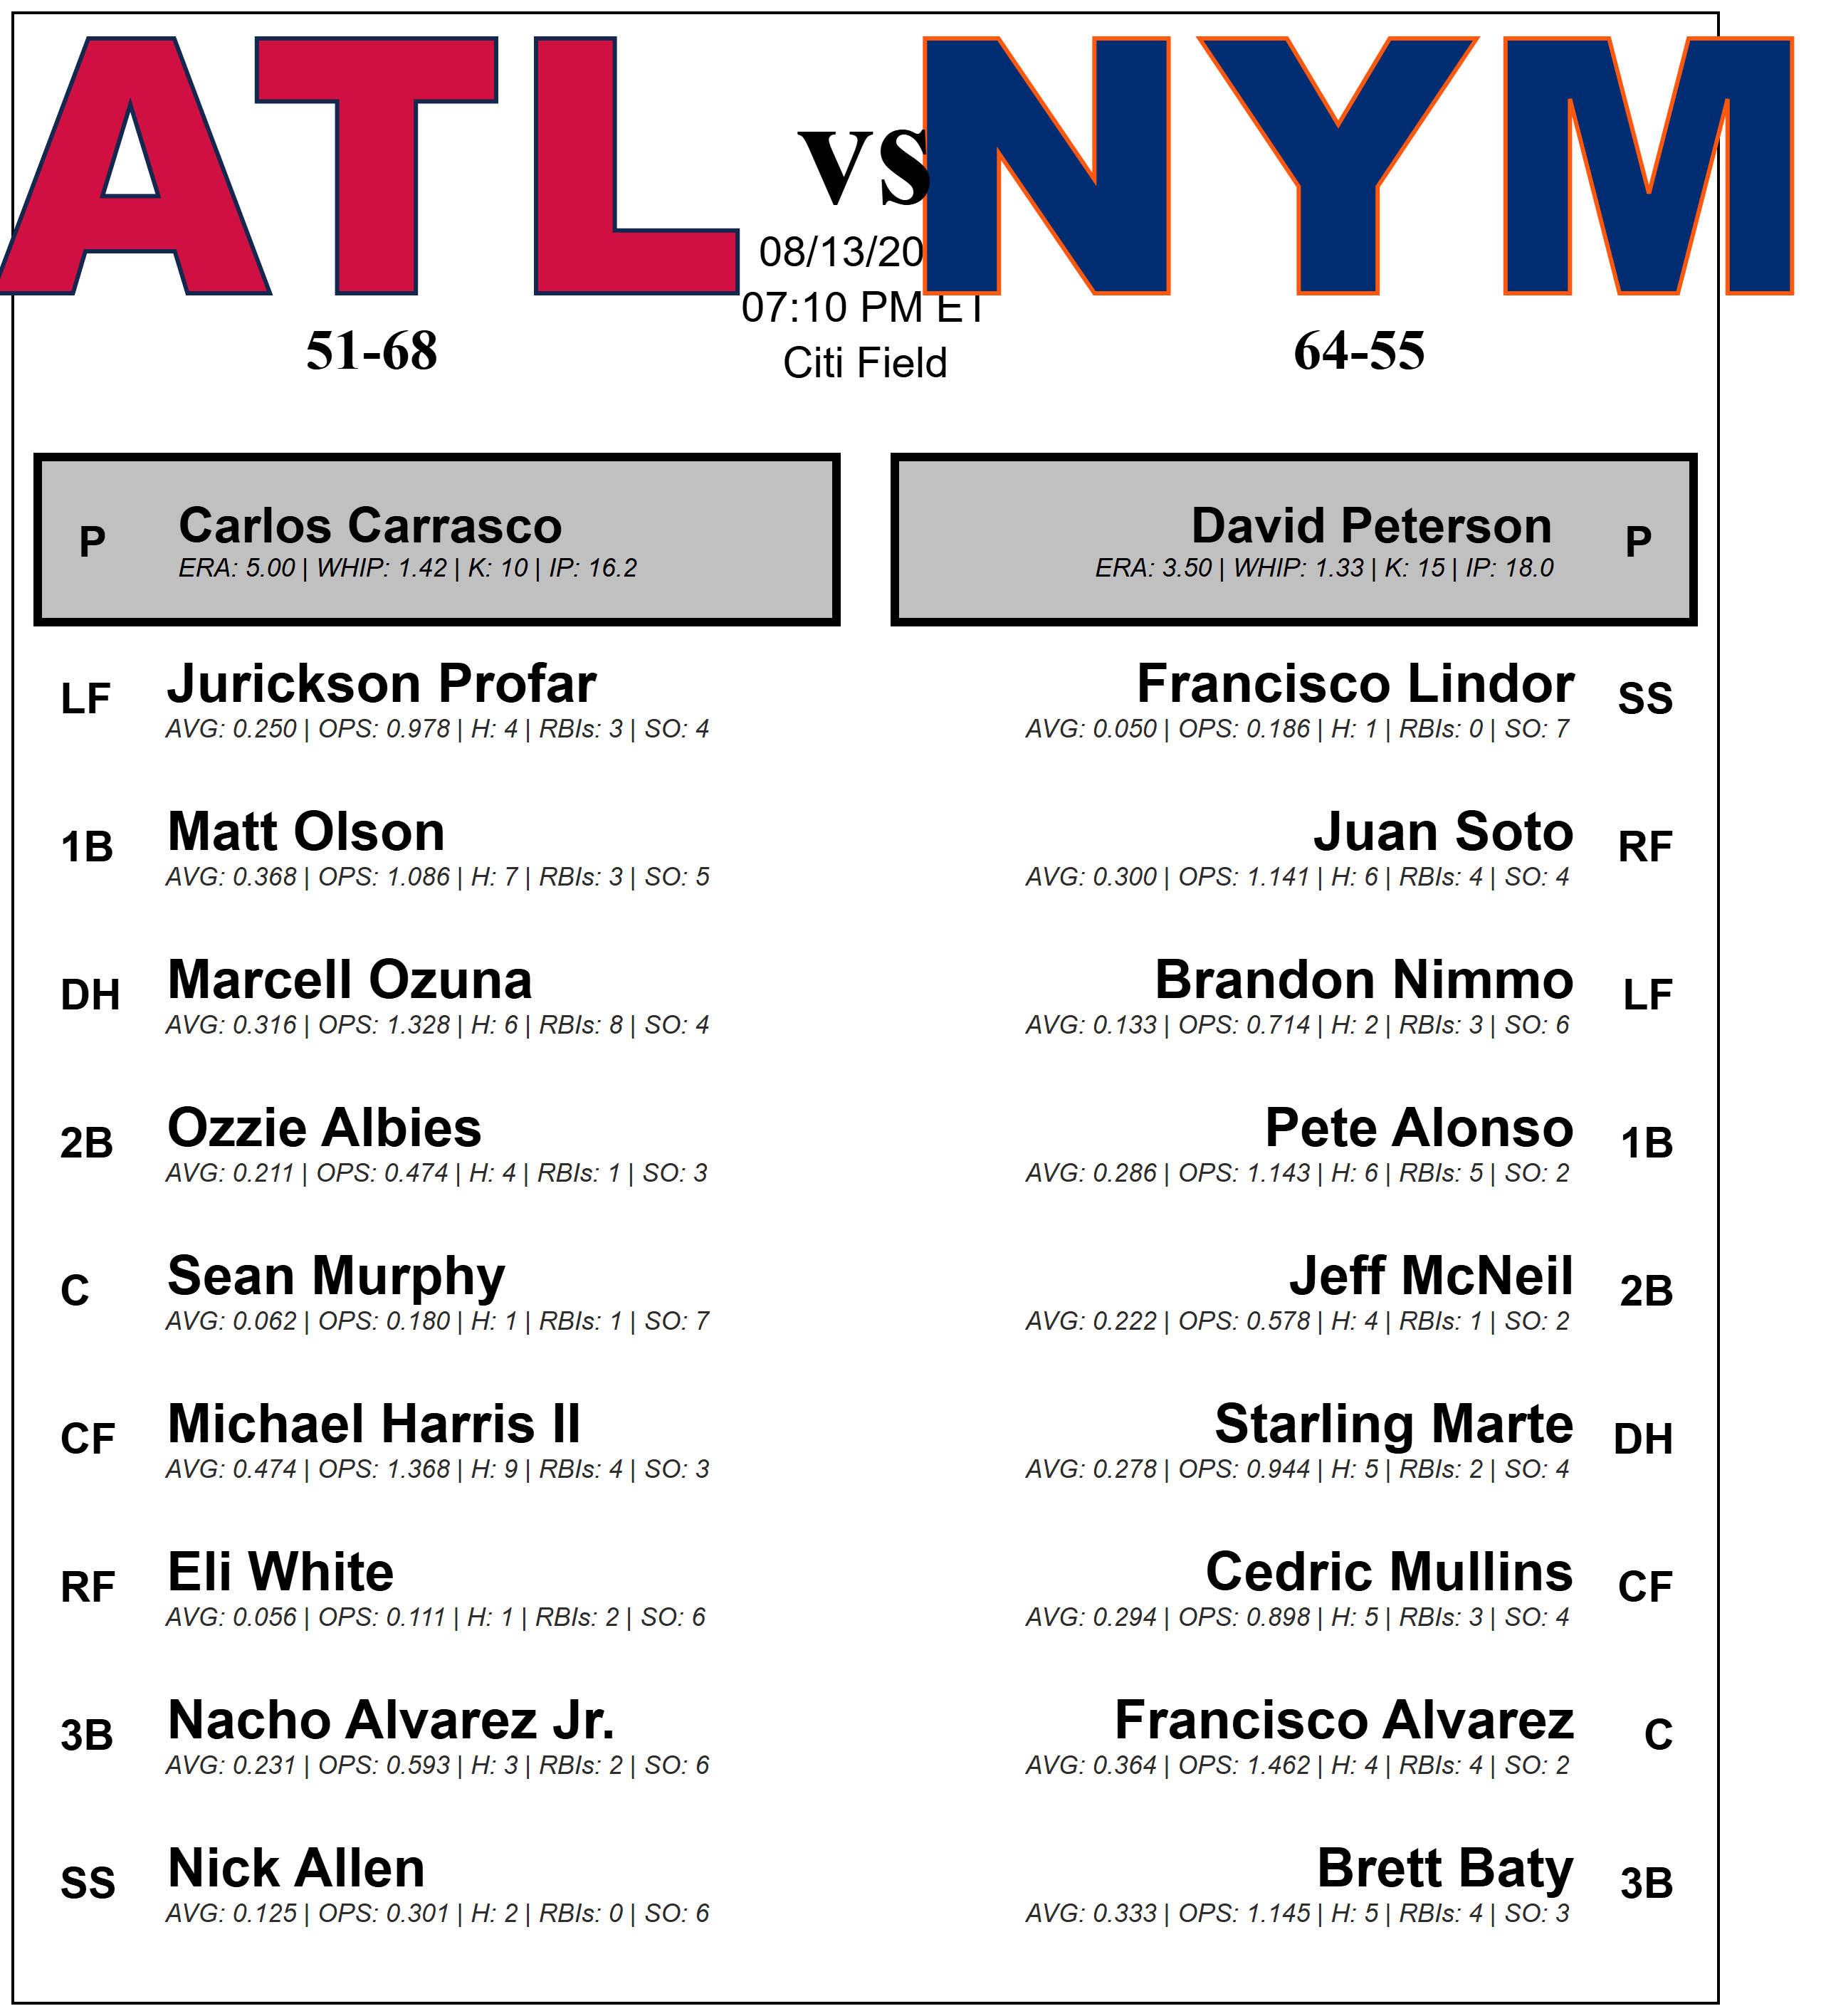 ATL
vs
NYM
08/13/20
07:10 PM ET
Citi Field
51-68
64-55
P
Carlos Carrasco
ERA: 5.00 | WHIP: 1.42 | K: 10 | IP: 16.2
David Peterson
P
ERA: 3.50 | WHIP: 1.33 | K: 15 | IP: 18.0
LF
Jurickson Profar
AVG: 0.250 | OPS: 0.978 | H: 4 | RBIs: 3 | SO: 4
Francisco Lindor
SS
AVG: 0.050 | OPS: 0.186 | H: 1 | RBIs: 0 | SO: 7
1B
Matt Olson
AVG: 0.368 | OPS: 1.086 | H: 7 | RBIs: 3 | SO: 5
Juan Soto
RF
AVG: 0.300 | OPS: 1.141 | H: 6 | RBIs: 4 | SO: 4
DH
Marcell Ozuna
AVG: 0.316 | OPS: 1.328 | H: 6 | RBIs: 8 | SO: 4
Brandon Nimmo
LF
AVG: 0.133 | OPS: 0.714 | H: 2 | RBIs: 3 | SO: 6
2B
Ozzie Albies
AVG: 0.211 | OPS: 0.474 | H: 4 | RBIs: 1 | SO: 3
Pete Alonso
1B
AVG: 0.286 | OPS: 1.143 | H: 6 | RBIs: 5 | SO: 2
C
Sean Murphy
AVG: 0.062 | OPS: 0.180 | H: 1 | RBIs: 1 | SO: 7
Jeff McNeil
2B
AVG: 0.222 | OPS: 0.578 | H: 4 | RBIs: 1 | SO: 2
CF
Michael Harris II
AVG: 0.474 | OPS: 1.368 | H: 9 | RBIs: 4 | SO: 3
Starling Marte
DH
AVG: 0.278 | OPS: 0.944 | H: 5 | RBIs: 2 | SO: 4
RF
Eli White
AVG: 0.056 | OPS: 0.111 | H: 1 | RBIs: 2 | SO: 6
Cedric Mullins
CF
AVG: 0.294 | OPS: 0.898 | H: 5 | RBIs: 3 | SO: 4
3B
Nacho Alvarez Jr.
AVG: 0.231 | OPS: 0.593 | H: 3 | RBIs: 2 | SO: 6
Francisco Alvarez
C
AVG: 0.364 | OPS: 1.462 | H: 4 | RBIs: 4 | SO: 2
SS
Nick Allen
AVG: 0.125 | OPS: 0.301 | H: 2 | RBIs: 0 | SO: 6
Brett Baty
3B
AVG: 0.333 | OPS: 1.145 | H: 5 | RBIs: 4 | SO: 3